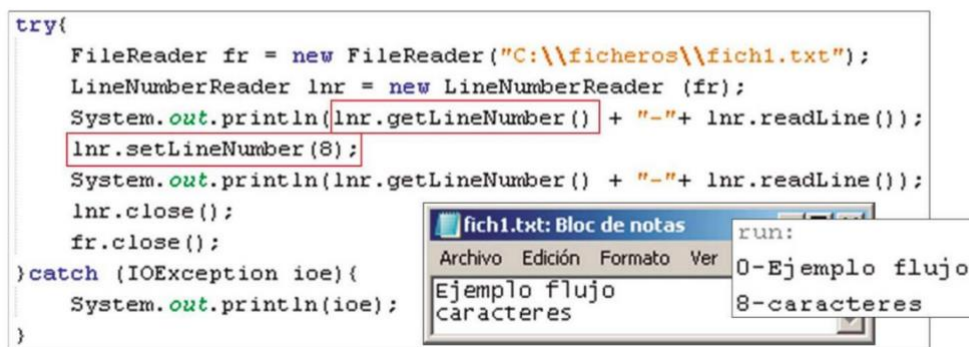 try{
FileReader fr = new FileReader("C:\\ficheros\\fich1.txt");
LineNumberReader lnr = new LineNumberReader (fr);
System.out.println(lnr.getLineNumber() + "-"+ lnr.readLine());
lnr.setLineNumber(8);
System.out.println(lnr.getLineNumber() + "-"+ lnr.readLine());
lnr.close();
fr.close();
}catch (IOException ioe){
System.out.println(ioe);
}
fich1.txt: Bloc de notas
Archivo Edición Formato Ver
Ejemplo flujo
caracteres
run:
0-Ejemplo flujo
8-caracteres